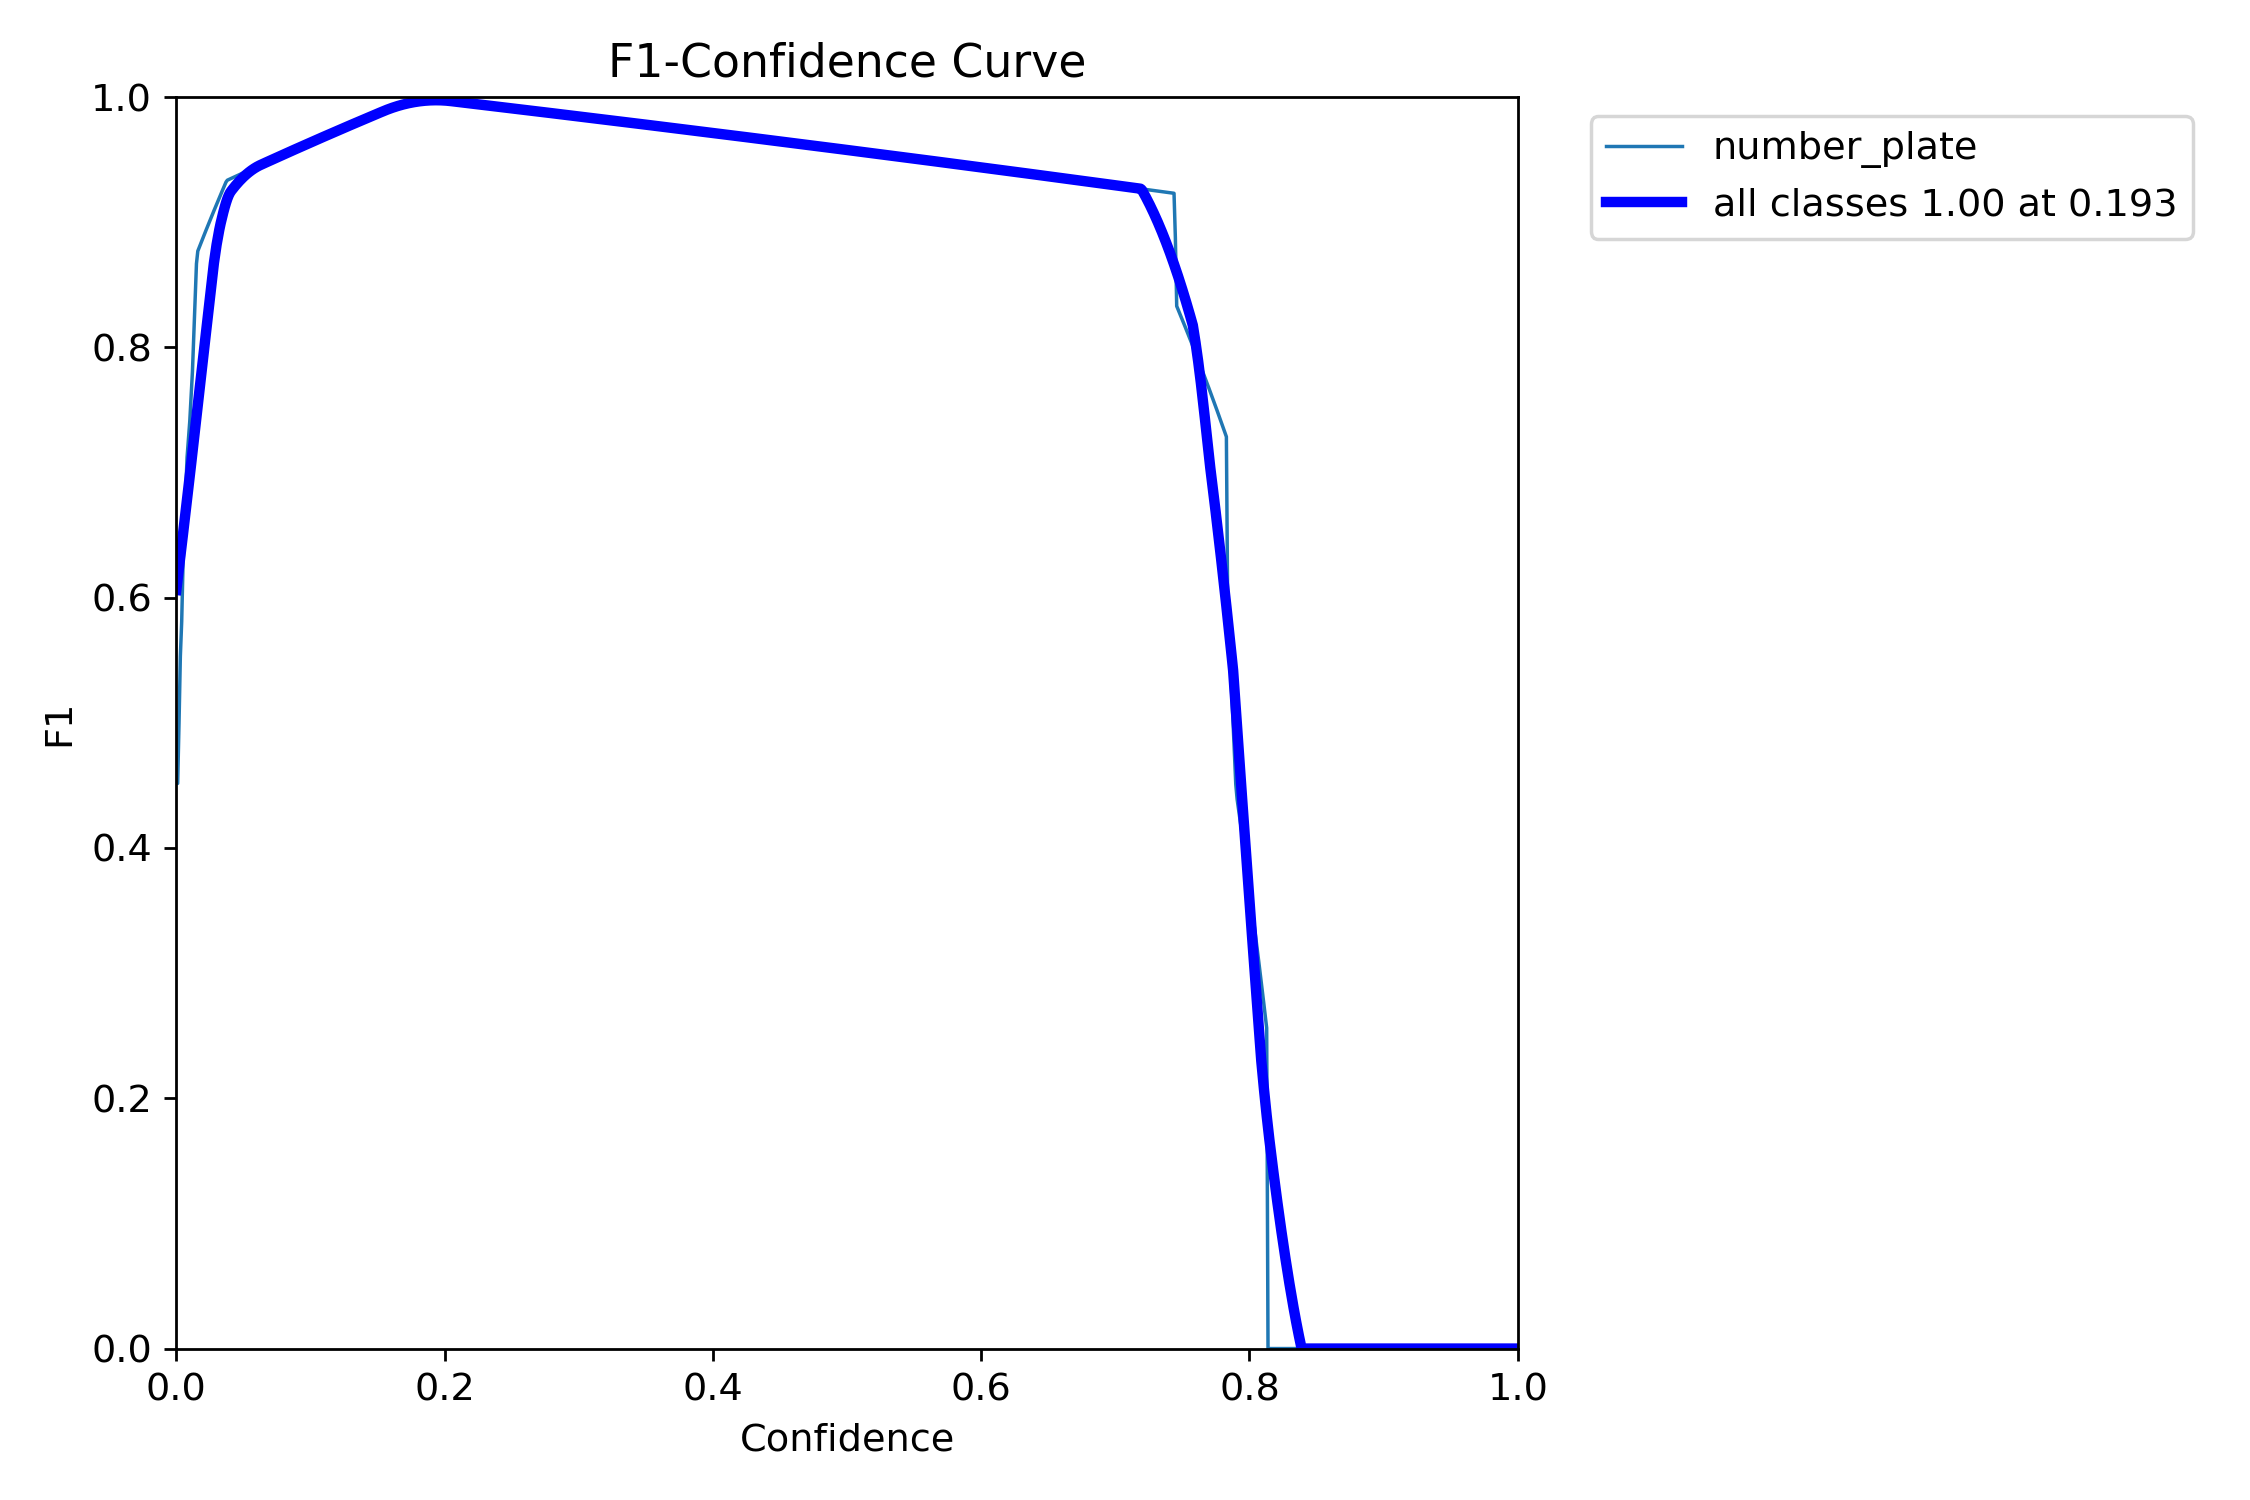 F1-Confidence Curve
1.0
0.8
0.6
0.4
0.2
0.0
F1
0.0 0.2 0.4 0.6 0.8 1.0
Confidence
number_plate
all classes 1.00 at 0.193